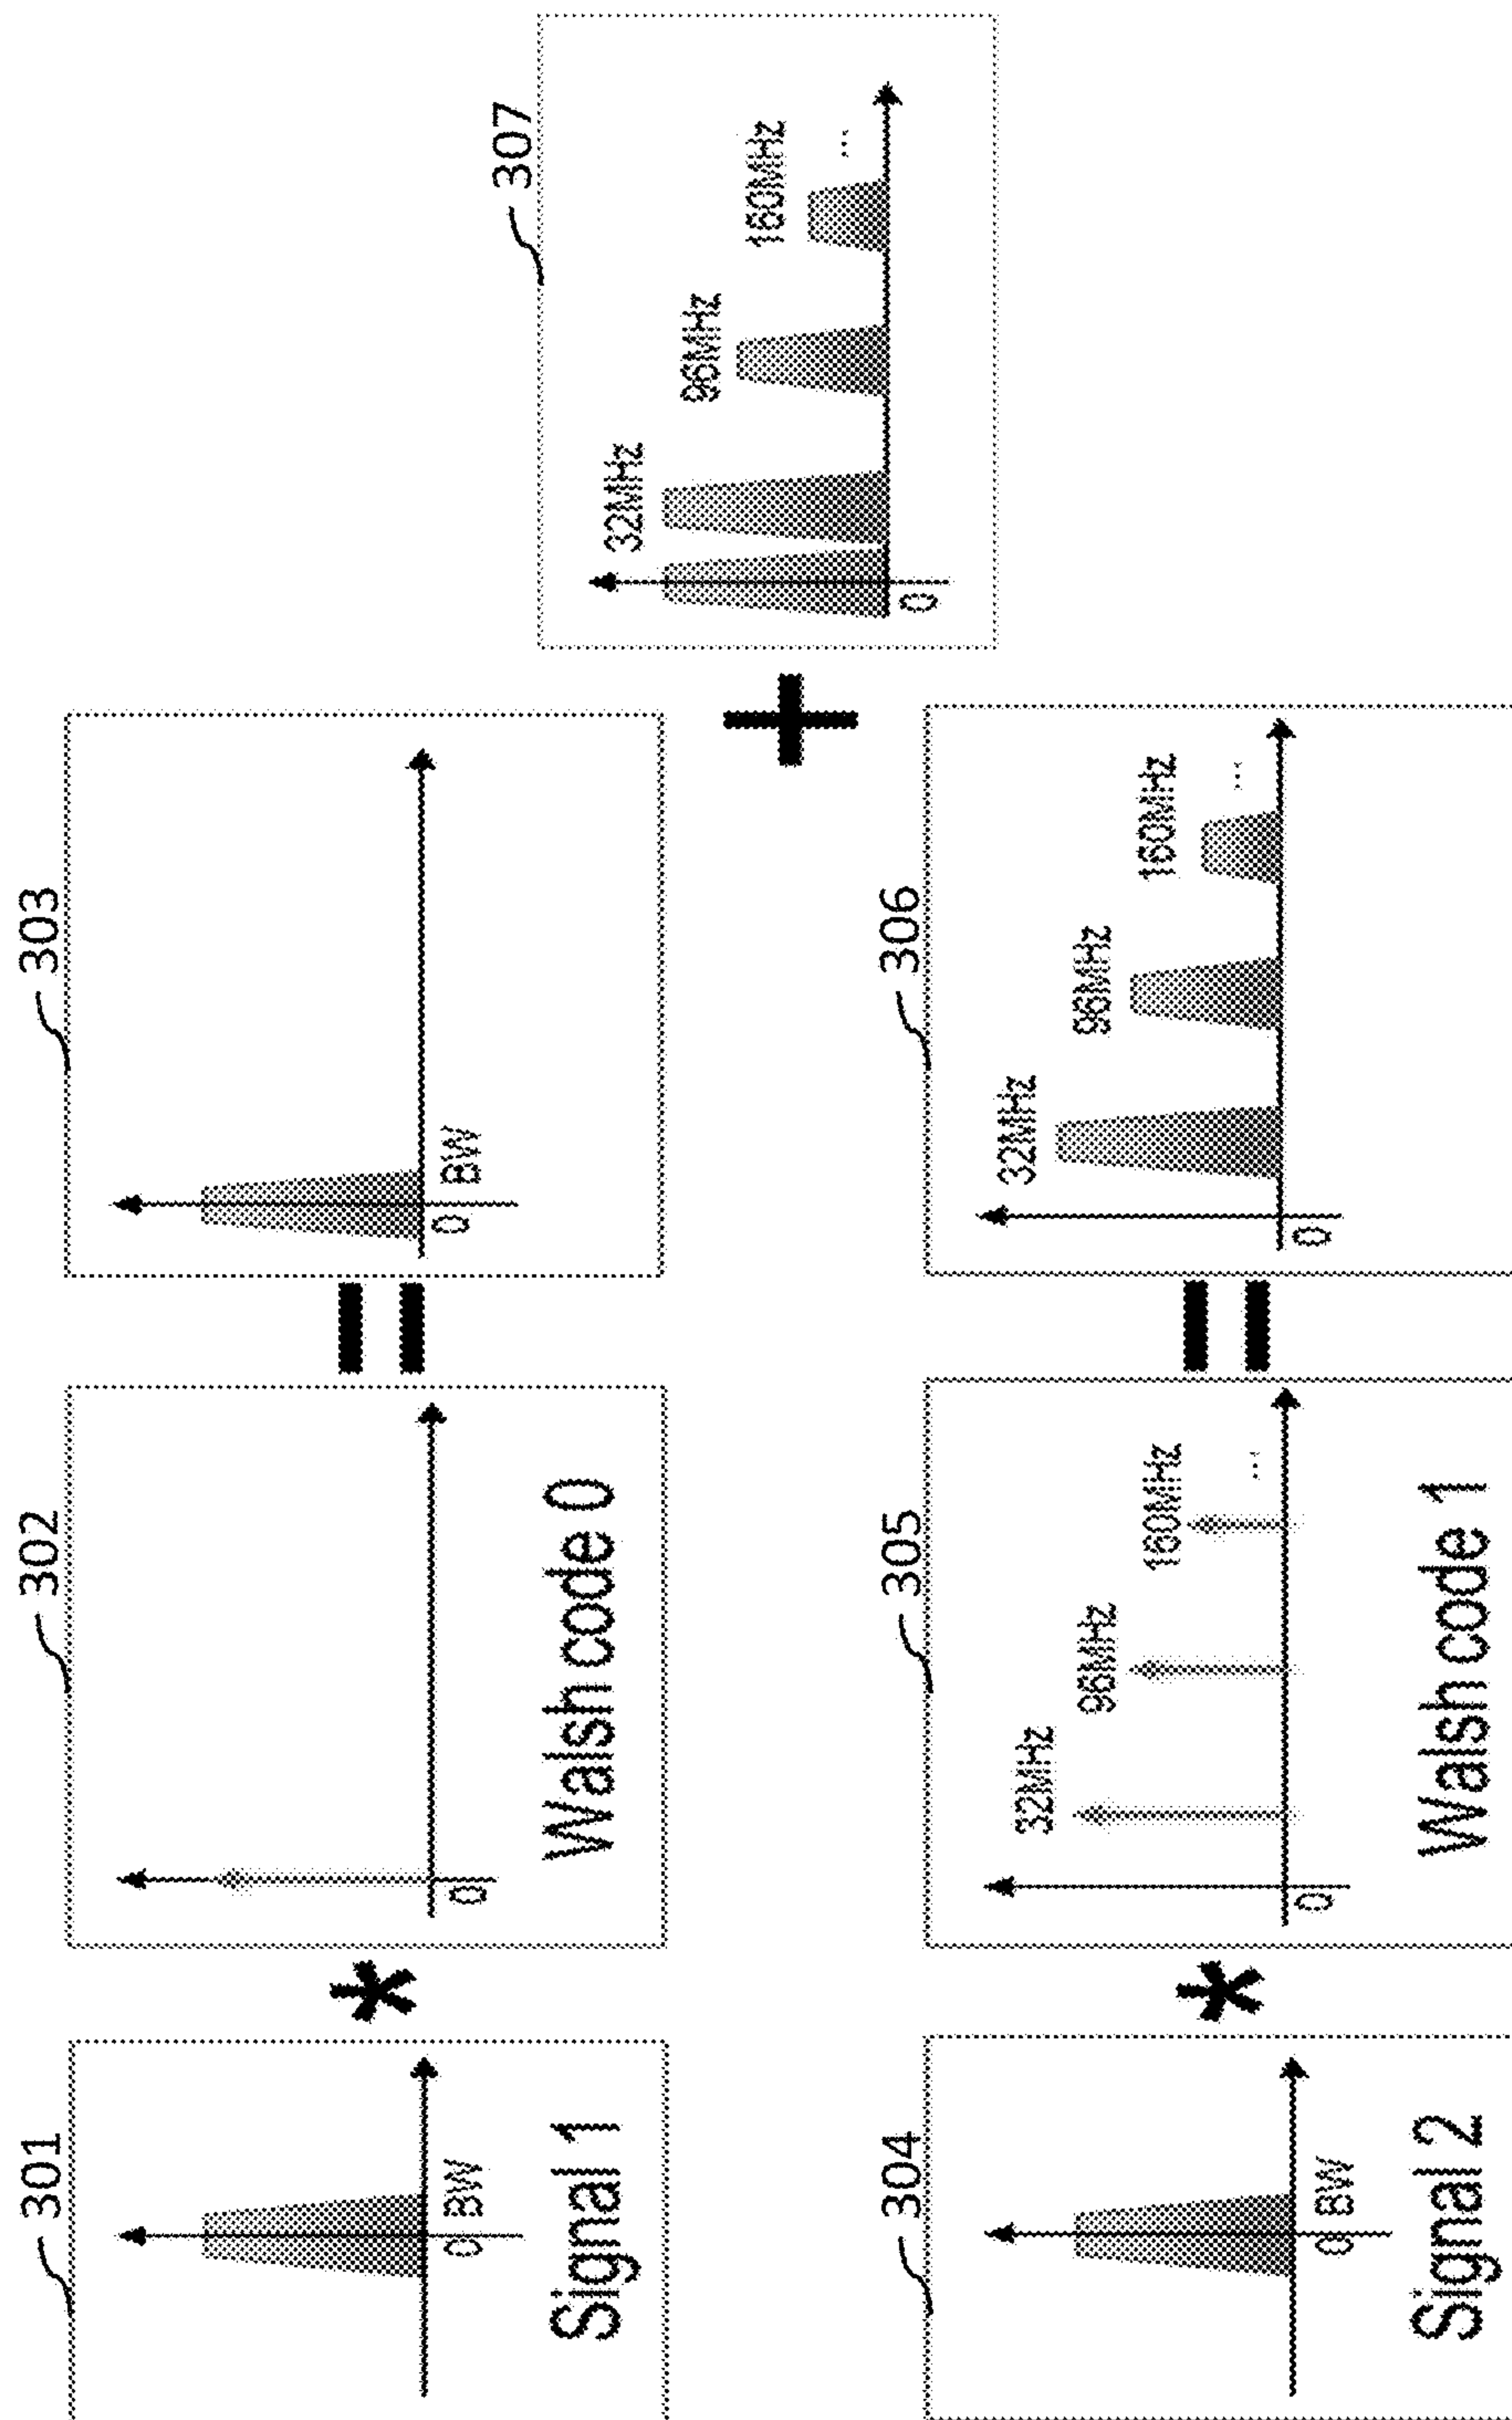 301
0 BW
Signal 1
*
302
0
Walsh code 0
=
303
0 BW
304
0 BW
Signal 2
*
305
32MHz
96MHz
160MHz
...
0
Walsh code 1
=
306
32MHz
96MHz
160MHz
...
0
+
307
32MHz
96MHz
160MHz
...
0